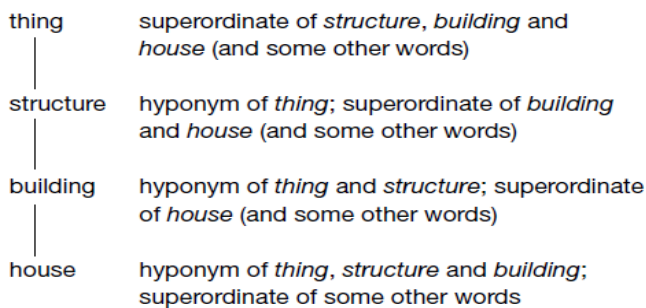 thing superordinate of structure, building and
house (and some other words)
structure hyponym of thing; superordinate of building
and house (and some other words)
building hyponym of thing and structure; superordinate
of house (and some other words)
house hyponym of thing, structure and building;
superordinate of some other words